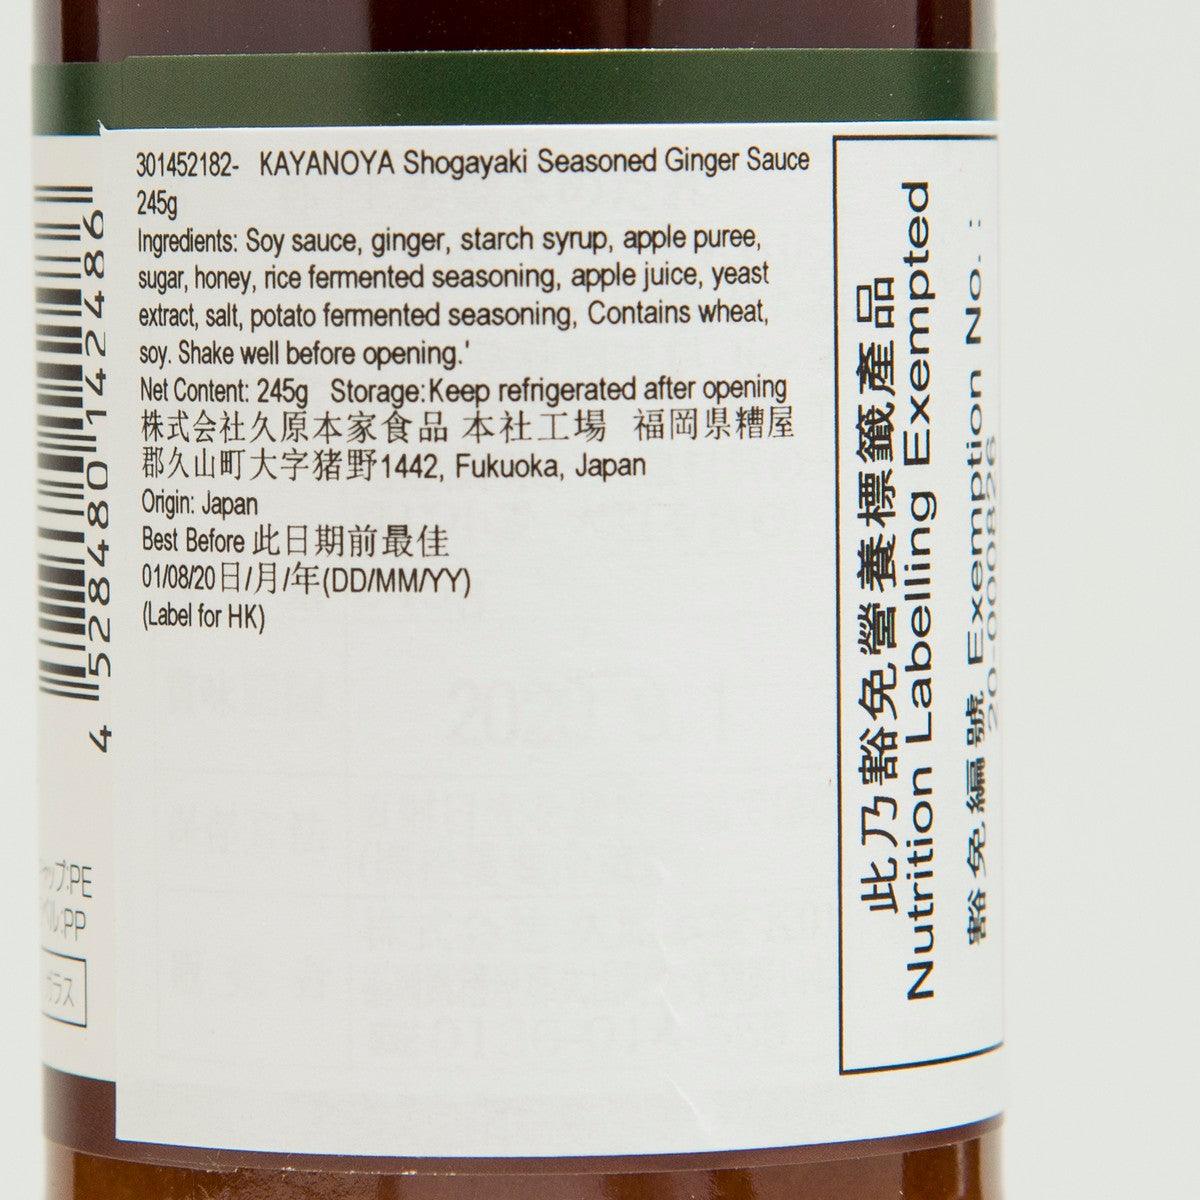 301452182- KAYANOYA Shogayaki Seasoned Ginger Sauce
245g
Ingredients: Soy sauce, ginger, starch syrup, apple puree,
sugar, honey, rice fermented seasoning, apple juice, yeast
extract, salt, potato fermented seasoning, Contains wheat,
soy. Shake well before opening.'
Net Content: 245g Storage:Keep refrigerated after opening
株式会社久原本家食品 本社工場 福岡県糟屋
郡久山町大字猪野1442, Fukuoka, Japan
Origin: Japan
Best Before 此日期前最佳
01/08/20日/月/年(DD/MM/YY)
(Label for HK)
此乃豁免營養標籤產品
Nutrition Labelling Exempted
豁免編號 Exemption No. :
20-000826
4 528480 142486
ャップ:PE
ベル:PP
ガラス